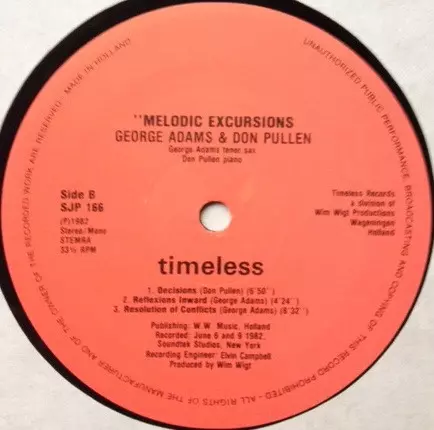 "MELODIC EXCURSIONS
GEORGE ADAMS & DON PULLEN
George Adams tenor sax
Don Pullen piano
Side B
SJP 166
(P)1982
Stereo/Mono
STEMRA
33⅓ RPM
Timeless Records
a division of
Wim Wigt Productions
Wageningen
Holland
timeless
1. Decisions (Don Pullen) (6'50")
2. Reflexions Inward (George Adams) (4'24")
3. Resolution of Conflicts (George Adams) (8'32")
Publishing: W.W. Music, Holland
Recorded: June 6 and 9 1982,
Soundtek Studios, New York
Recording Engineer: Elvin Campbell
Produced by Wim Wigt
ALL RIGHTS OF THE MANUFACTURER AND OF THE OWNER OF THE RECORDED WORK ARE RESERVED - MADE IN HOLLAND
UNAUTHORIZED PUBLIC PERFORMANCE, BROADCASTING AND COPYING OF THIS RECORD PROHIBITED -